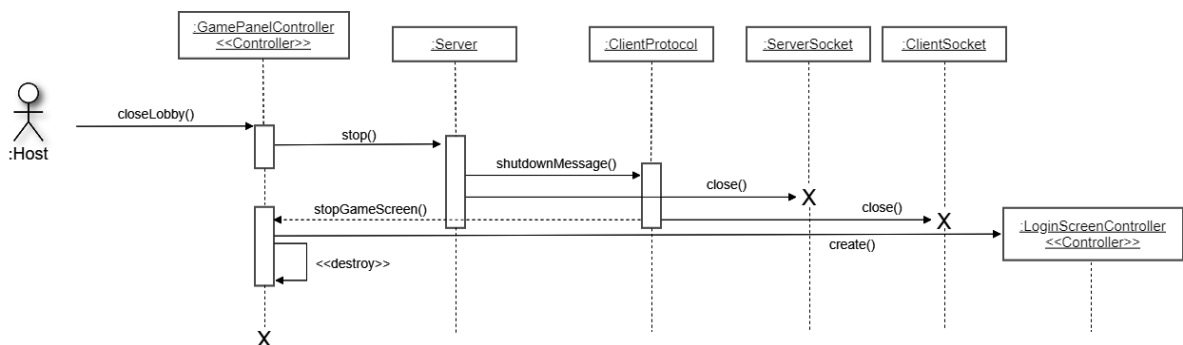 :GamePanelController
<<Controller>>
:Server
:ClientProtocol
:ServerSocket
:ClientSocket
closeLobby()
:Host
stop()
shutdownMessage()
close()
X
stopGameScreen()
close()
X
:LoginScreenController
<<Controller>>
create()
<<destroy>>
X